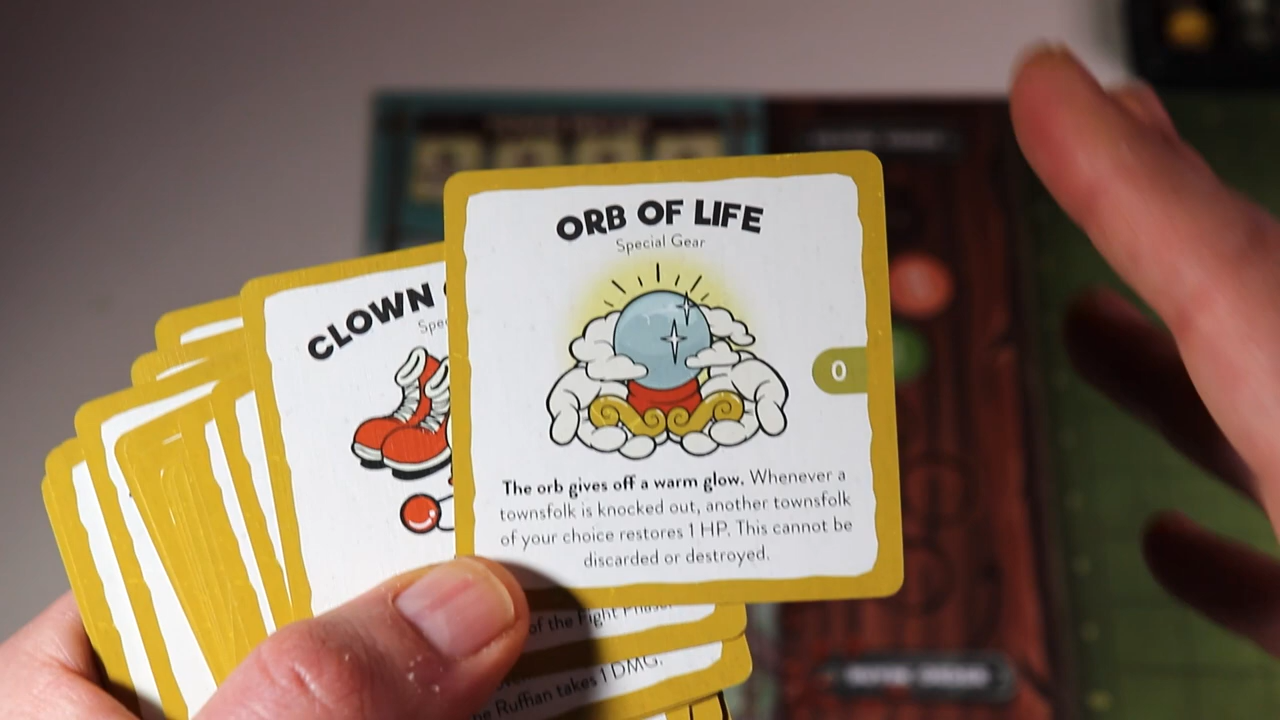 ORB OF LIFE
Special Gear
0
The orb gives off a warm glow. Whenever a
townsfolk is knocked out, another townsfolk
of your choice restores 1 HP. This cannot be
discarded or destroyed.
CLOWN
of the Fight Phase.
Ruffian takes 1 DMG.